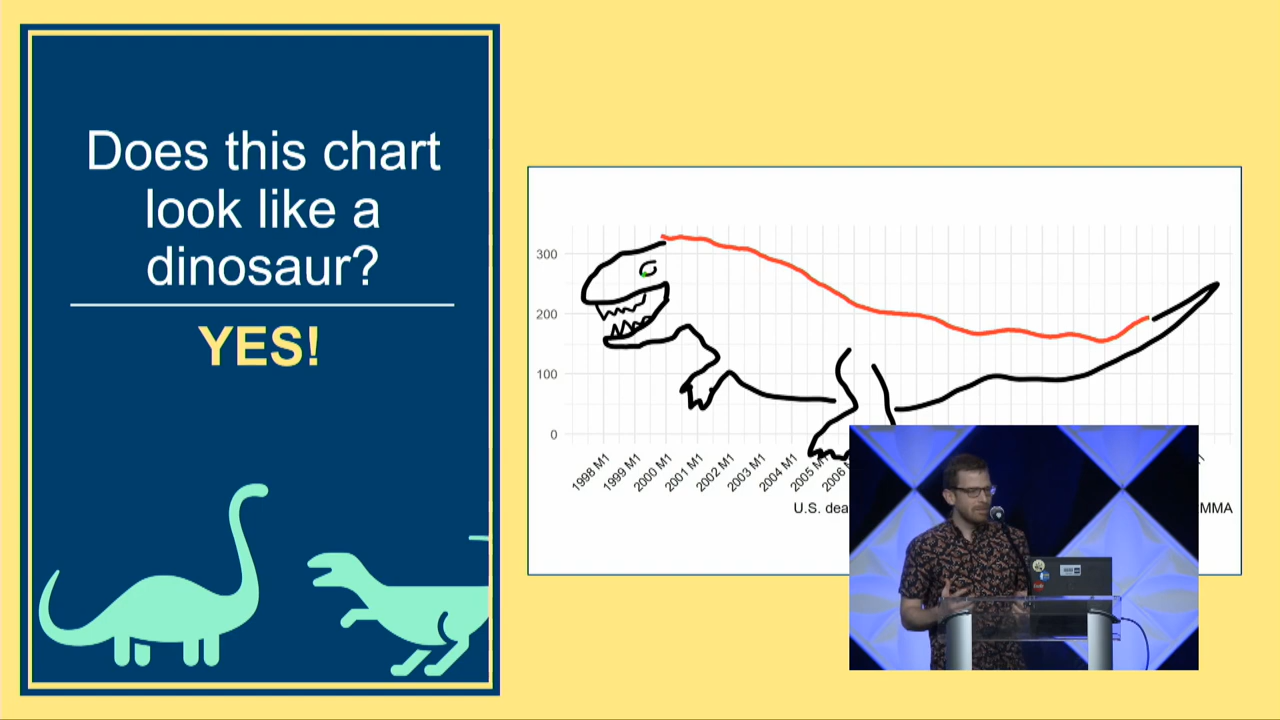 Does this chart
look like a
dinosaur?
YES!
300
200
100
0
1998 M1
1999 M1
2000 M1
2001 M1
2002 M1
2003 M1
2004 M1
2005 M1
2006
U.S.
MMA